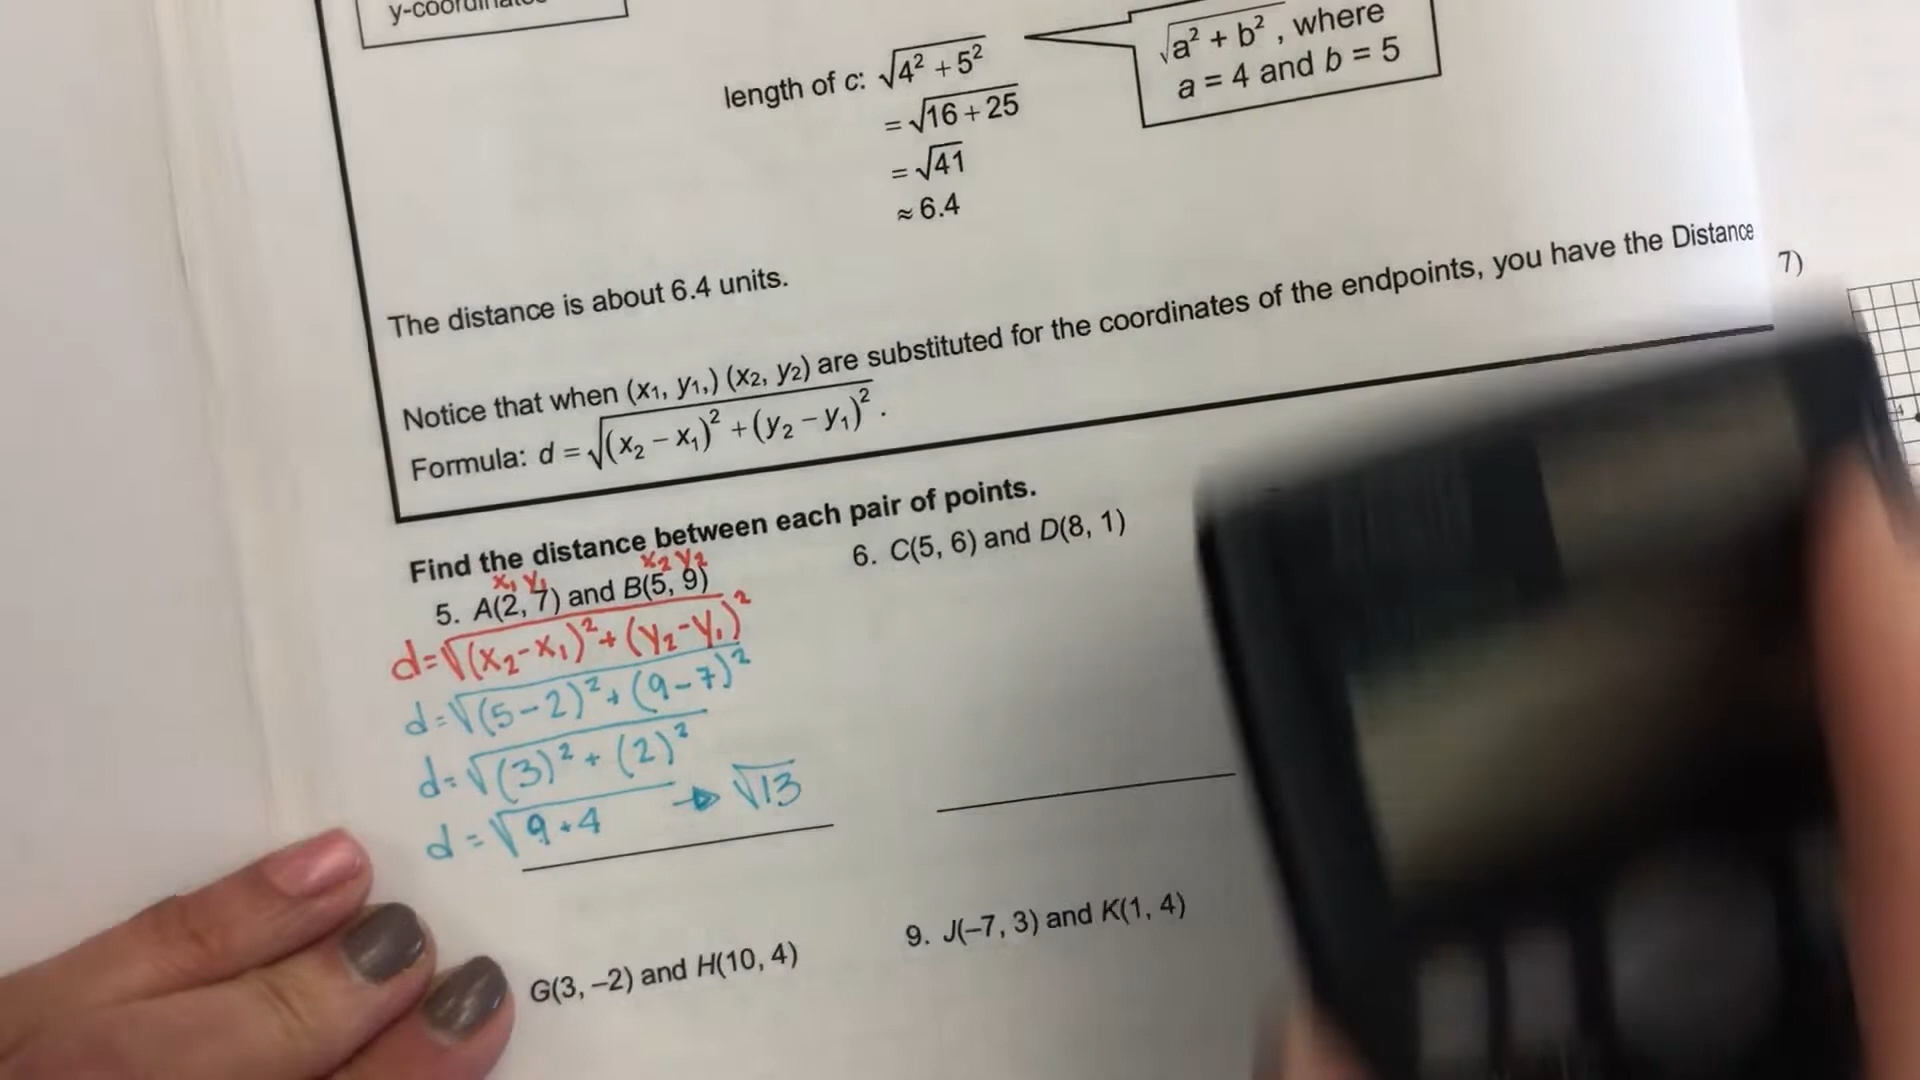 y-coordinate
length of c: √4² + 5²
= √16 + 25
= √41
≈ 6.4
√a² + b² , where
a = 4 and b = 5
The distance is about 6.4 units.
Notice that when (x₁, y₁,) (x₂, y₂) are substituted for the coordinates of the endpoints, you have the Distance
Formula: d = √(x₂ − x₁)² + (y₂ − y₁)² .
7)
Find the distance between each pair of points.
x₁ y₁ x₂ y₂
5. A(2, 7) and B(5, 9)
d=√(x₂-x₁)²+(y₂-y₁)²
d=√(5-2)²+(9-7)²
d=√(3)²+(2)²
d=√9+4 → √13
6. C(5, 6) and D(8, 1)
G(3, –2) and H(10, 4)
9. J(–7, 3) and K(1, 4)